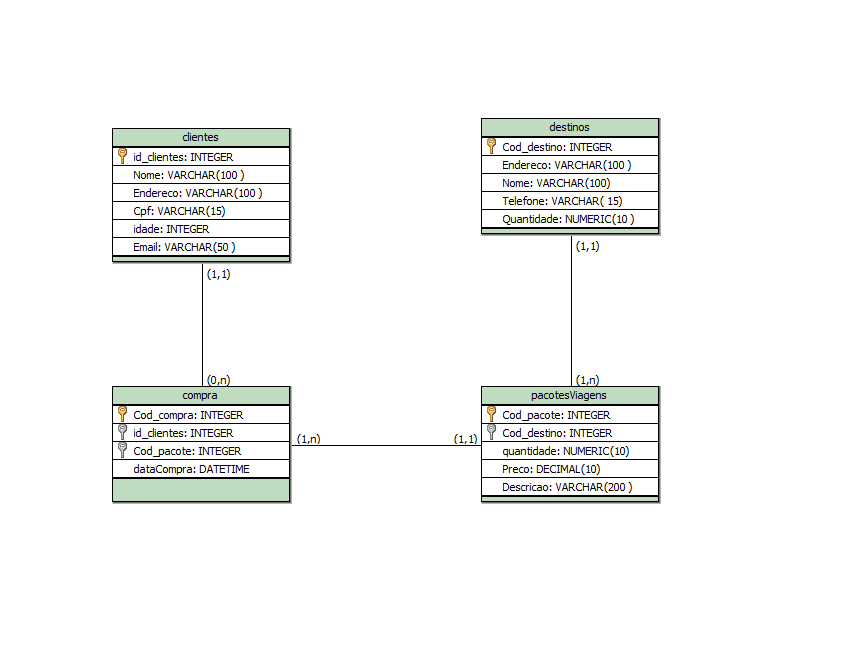 clientes
id_clientes: INTEGER
Nome: VARCHAR(100 )
Endereco: VARCHAR(100 )
Cpf: VARCHAR(15)
idade: INTEGER
Email: VARCHAR(50 )
(1,1)
destinos
Cod_destino: INTEGER
Endereco: VARCHAR(100 )
Nome: VARCHAR(100)
Telefone: VARCHAR( 15)
Quantidade: NUMERIC(10 )
(1,1)
(0,n)
compra
Cod_compra: INTEGER
id_clientes: INTEGER
Cod_pacote: INTEGER
dataCompra: DATETIME
(1,n)
(1,1)
(1,n)
pacotesViagens
Cod_pacote: INTEGER
Cod_destino: INTEGER
quantidade: NUMERIC(10)
Preco: DECIMAL(10)
Descricao: VARCHAR(200 )